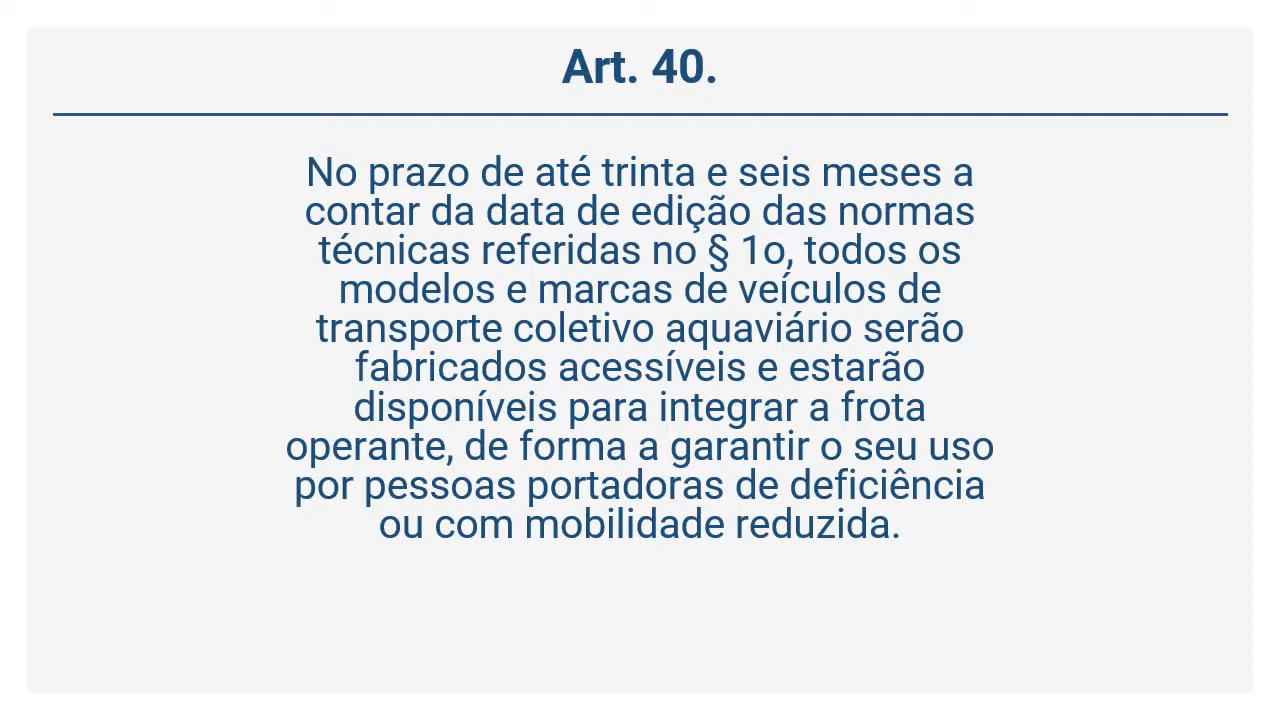 Art. 40.
No prazo de até trinta e seis meses a
contar da data de edição das normas
técnicas referidas no § 1o, todos os
modelos e marcas de veículos de
transporte coletivo aquaviário serão
fabricados acessíveis e estarão
disponíveis para integrar a frota
operante, de forma a garantir o seu uso
por pessoas portadoras de deficiência
ou com mobilidade reduzida.